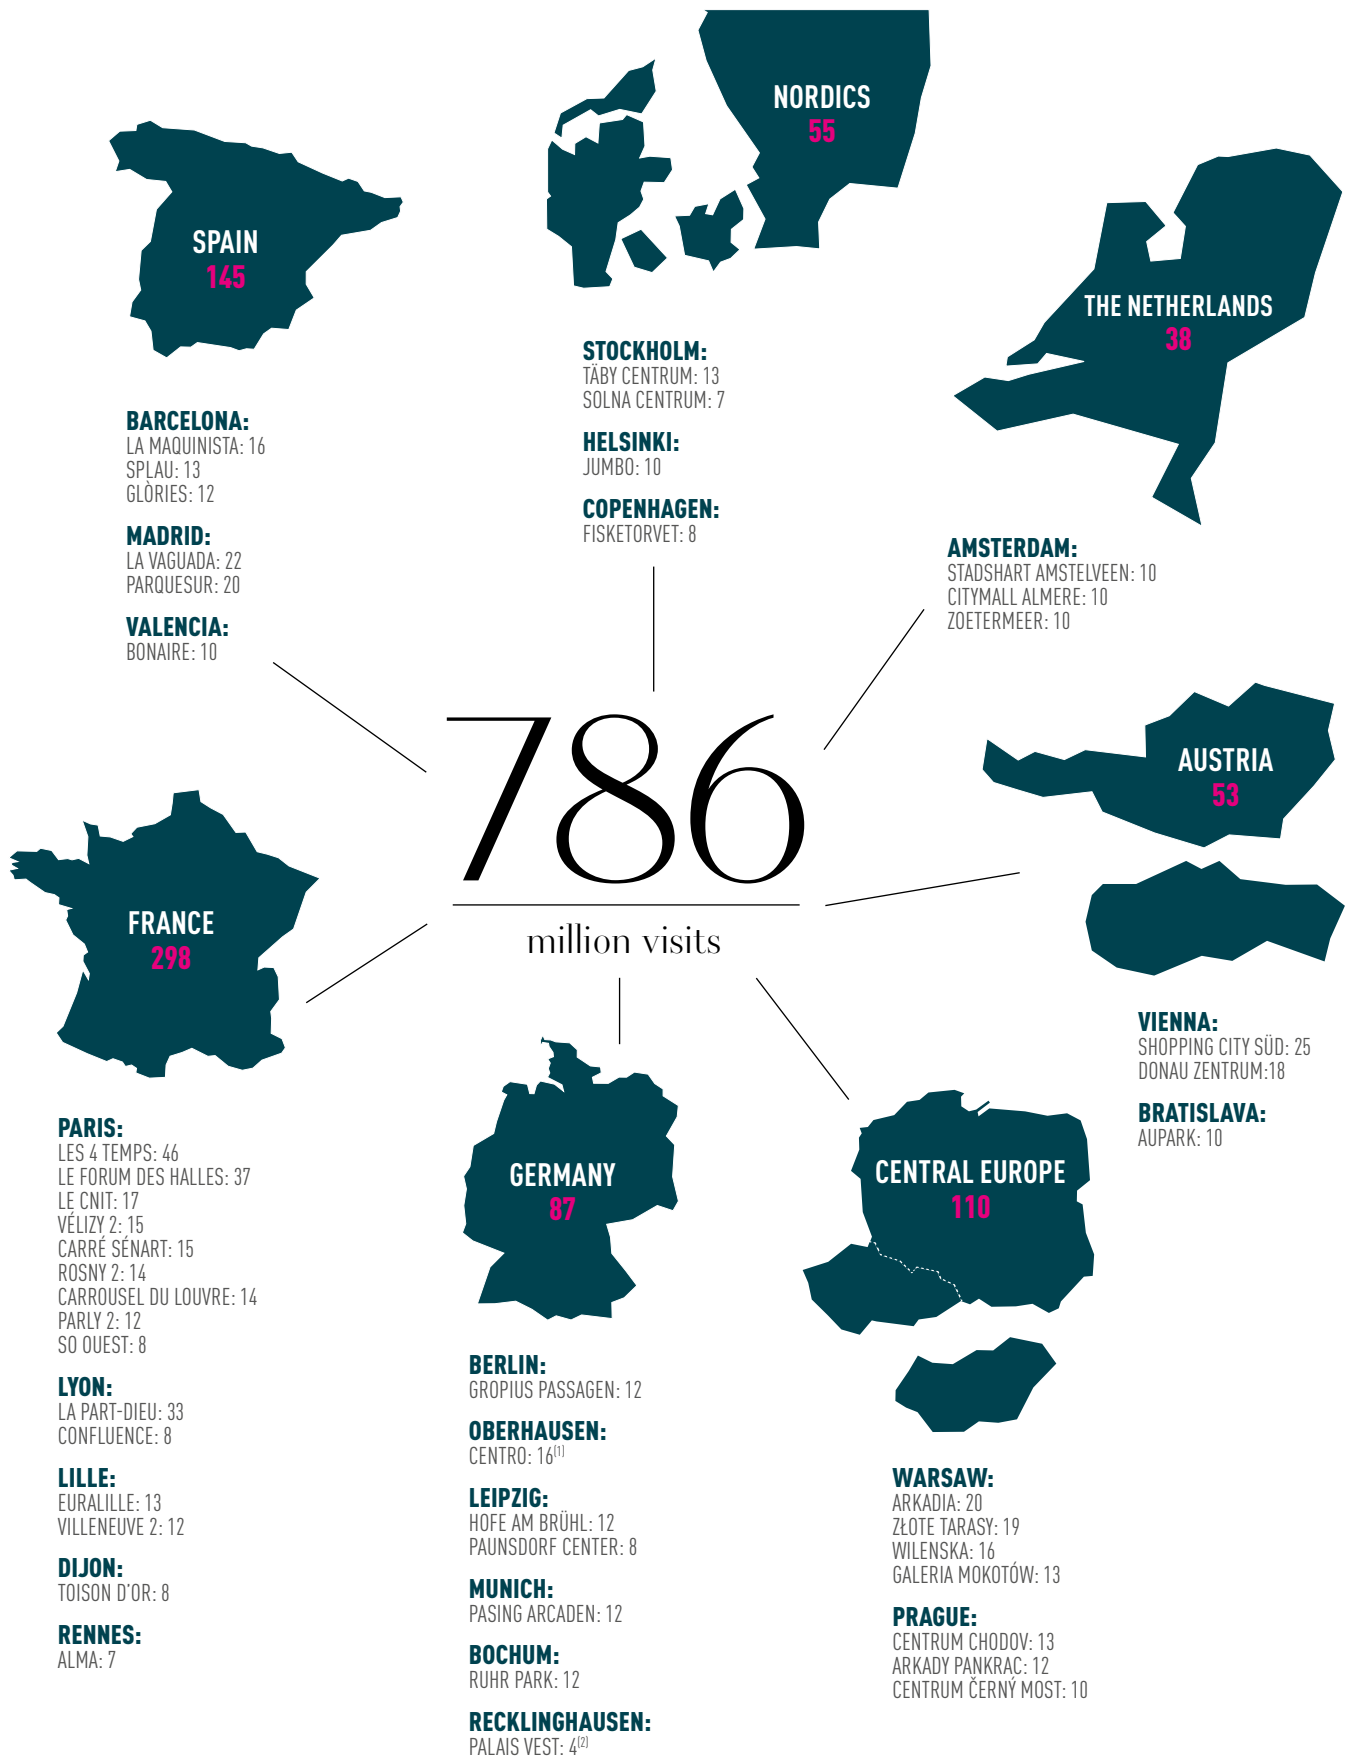 NORDICS
55
SPAIN
145
THE NETHERLANDS
38
STOCKHOLM:
TÄBY CENTRUM: 13
SOLNA CENTRUM: 7
HELSINKI:
JUMBO: 10
COPENHAGEN:
FISKETORVET: 8
BARCELONA:
LA MAQUINISTA: 16
SPLAU: 13
GLÒRIES: 12
MADRID:
LA VAGUADA: 22
PARQUESUR: 20
VALENCIA:
BONAIRE: 10
AMSTERDAM:
STADSHART AMSTELVEEN: 10
CITYMALL ALMERE: 10
ZOETERMEER: 10
786
million visits
AUSTRIA
53
FRANCE
298
VIENNA:
SHOPPING CITY SÜD: 25
DONAU ZENTRUM:18
BRATISLAVA:
AUPARK: 10
PARIS:
LES 4 TEMPS: 46
LE FORUM DES HALLES: 37
LE CNIT: 17
VÉLIZY 2: 15
CARRÉ SÉNART: 15
ROSNY 2: 14
CARROUSEL DU LOUVRE: 14
PARLY 2: 12
SO OUEST: 8
LYON:
LA PART-DIEU: 33
CONFLUENCE: 8
LILLE:
EURALILLE: 13
VILLENEUVE 2: 12
DIJON:
TOISON D'OR: 8
RENNES:
ALMA: 7
GERMANY
87
BERLIN:
GROPIUS PASSAGEN: 12
OBERHAUSEN:
CENTRO: 16(1)
LEIPZIG:
HOFE AM BRÜHL: 12
PAUNSDORF CENTER: 8
MUNICH:
PASING ARCADEN: 12
BOCHUM:
RUHR PARK: 12
RECKLINGHAUSEN:
PALAIS VEST: 4(2)
CENTRAL EUROPE
110
WARSAW:
ARKADIA: 20
ZŁOTE TARASY: 19
WILENSKA: 16
GALERIA MOKOTÓW: 13
PRAGUE:
CENTRUM CHODOV: 13
ARKADY PANKRAC: 12
CENTRUM ČERNÝ MOST: 10